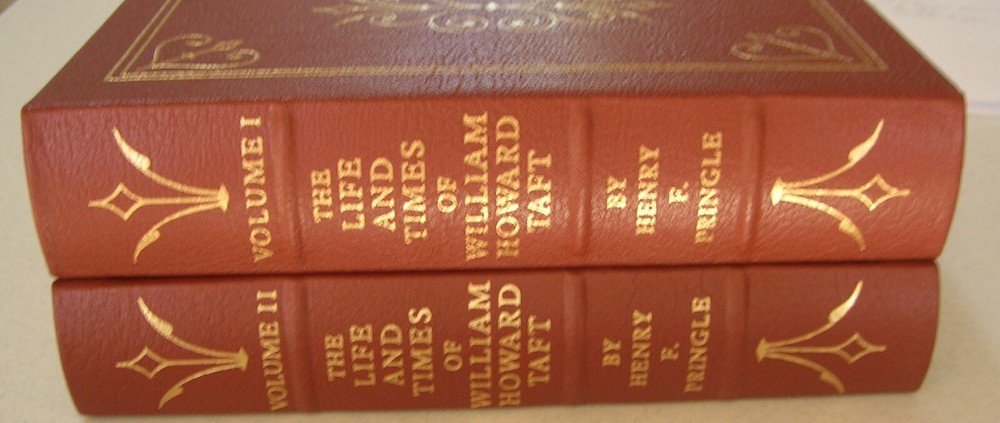 THE
LIFE
AND
TIMES
OF
WILLIAM
HOWARD
TAFT
BY
HENRY
F.
PRINGLE
VOLUME I
THE
LIFE
AND
TIMES
OF
WILLIAM
HOWARD
TAFT
BY
HENRY
F.
PRINGLE
VOLUME II